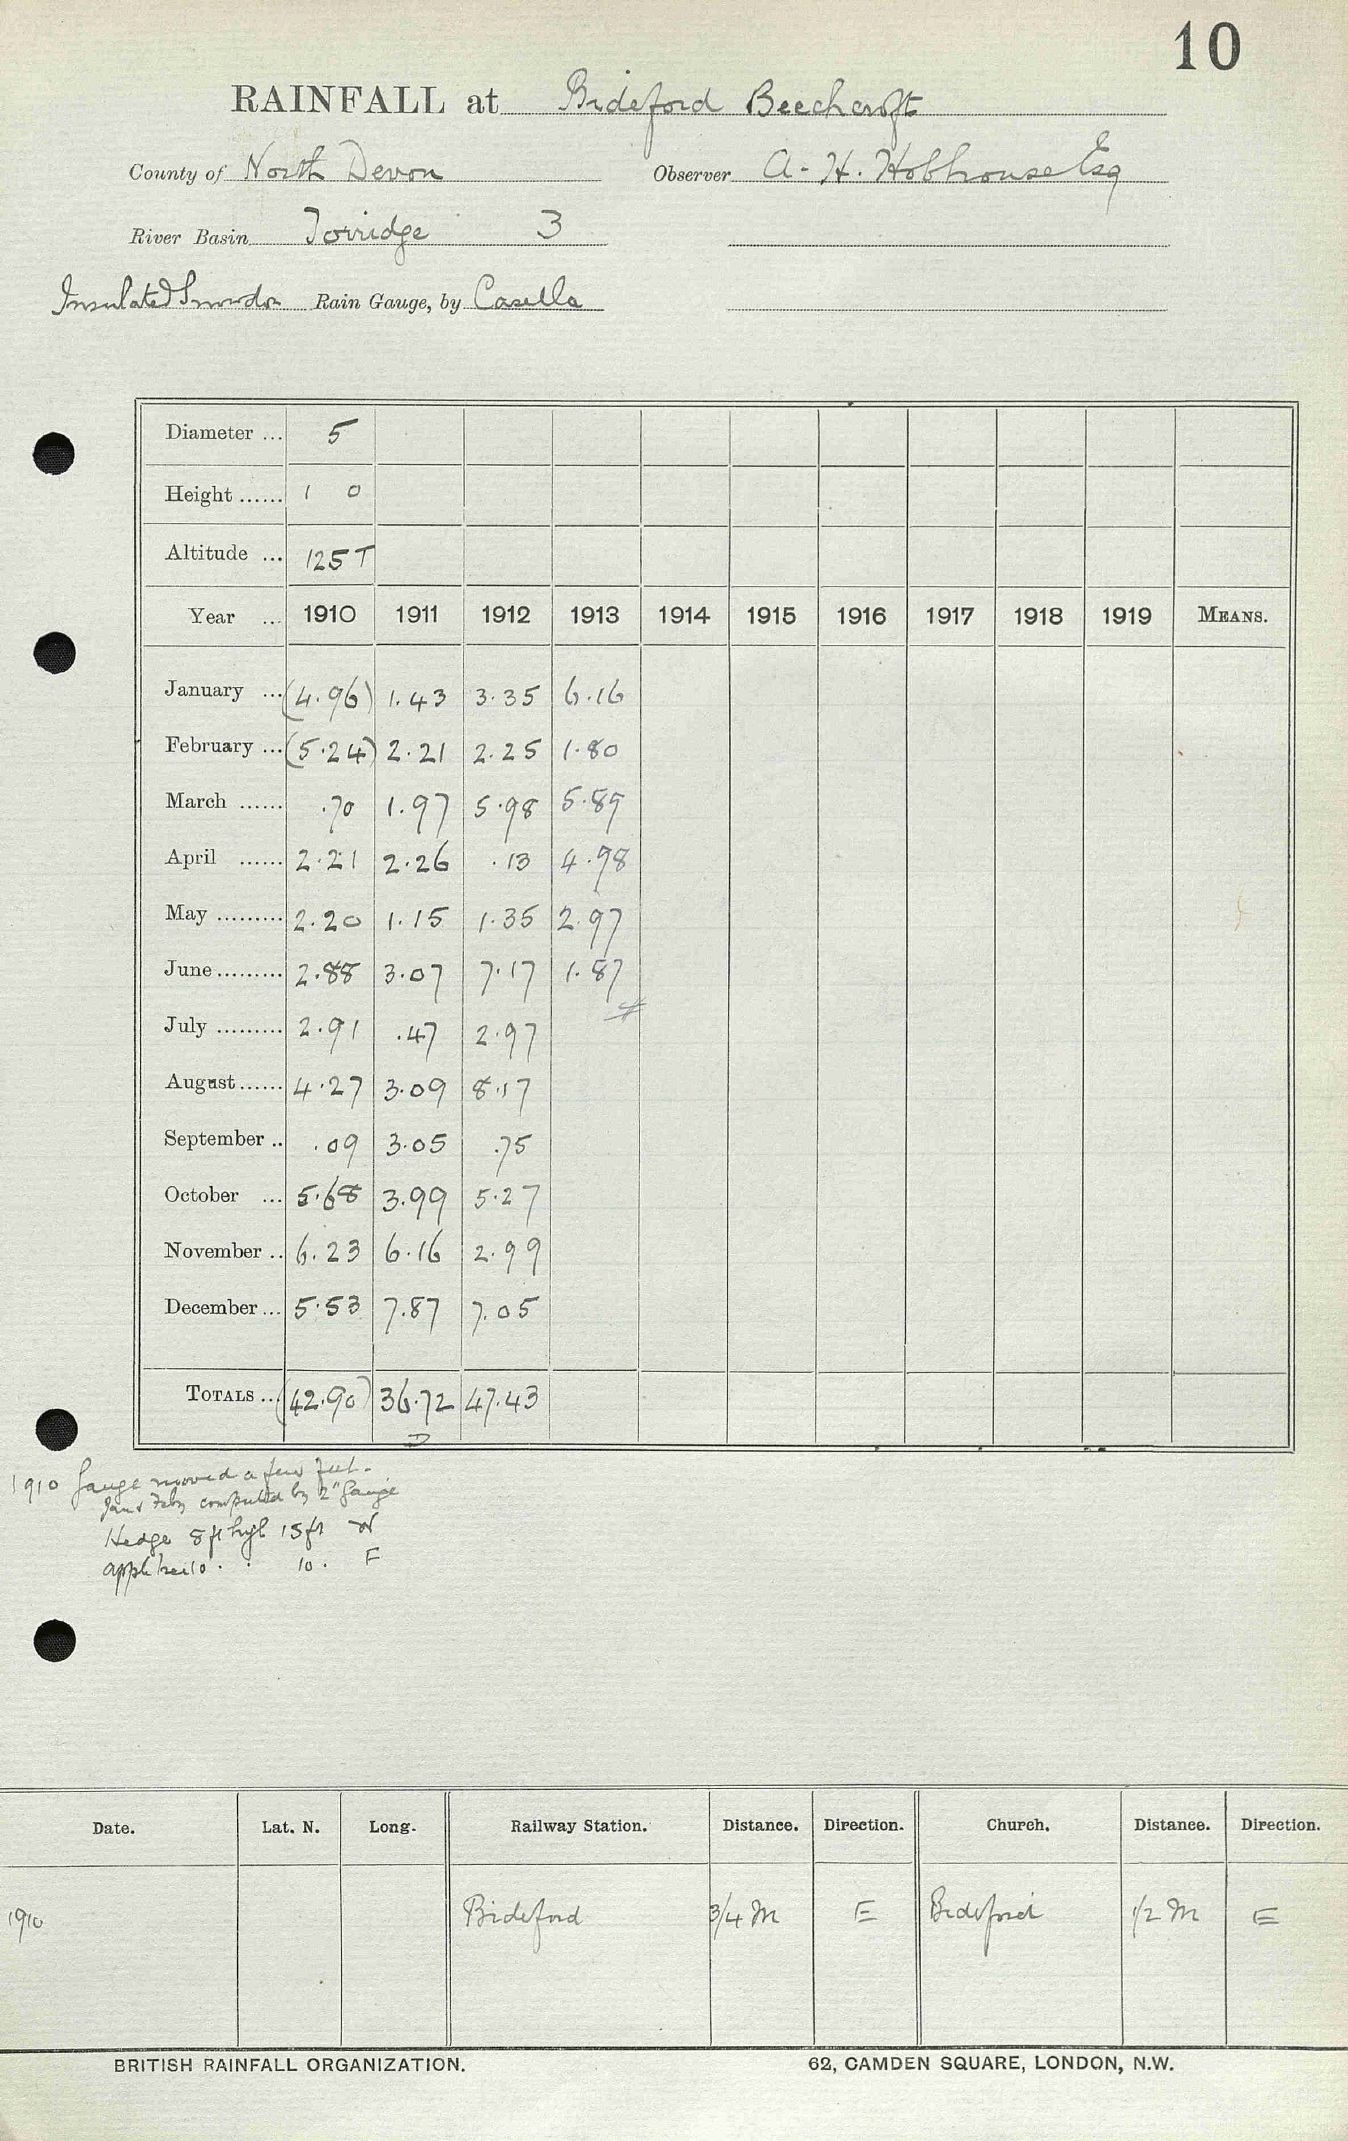 10
RAINFALL at Bideford Beechcroft
County of North Devon Observer A. H. Hobhouse Esq
River Basin Torridge 3
Insulated Snowdon Rain Gauge, by Casella
Diameter ... 5
Height ...... 1 0
Altitude ... 125 T
Year ... 1910 1911 1912 1913 1914 1915 1916 1917 1918 1919 MEANS.
January ... (4.96) 1.43 3.35 6.16
February ... (5.24) 2.21 2.25 1.80
March ...... .70 1.97 5.98 5.89
April ...... 2.21 2.26 .13 4.98
May ......... 2.20 1.15 1.35 2.97
June ......... 2.88 3.07 7.17 1.87
July ......... 2.91 .47 2.97
August ...... 4.27 3.09 8.17
September .. .09 3.05 .75
October ... 5.68 3.99 5.27
November .. 6.23 6.16 2.99
December ... 5.53 7.87 7.05
TOTALS ... (42.90) 36.72 47.43
1910 Gauge moved a few feet.
Jan & Feby computed by 2" Gauge
Hedge 8 ft high 15 ft W
apple tree 10 . . 10 . E
Date. Lat. N. Long. Railway Station. Distance. Direction. Church. Distance. Direction.
1910 Bideford 3/4 M E Bideford 1/2 M E
BRITISH RAINFALL ORGANIZATION. 62, CAMDEN SQUARE, LONDON, N.W.